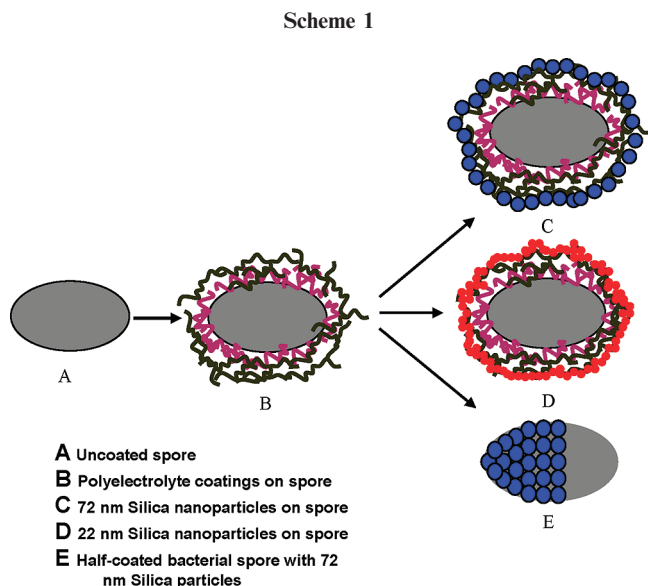 Scheme 1
C
A
B
D
E
A Uncoated spore
B Polyelectrolyte coatings on spore
C 72 nm Silica nanoparticles on spore
D 22 nm Silica nanoparticles on spore
E Half-coated bacterial spore with 72
nm Silica particles